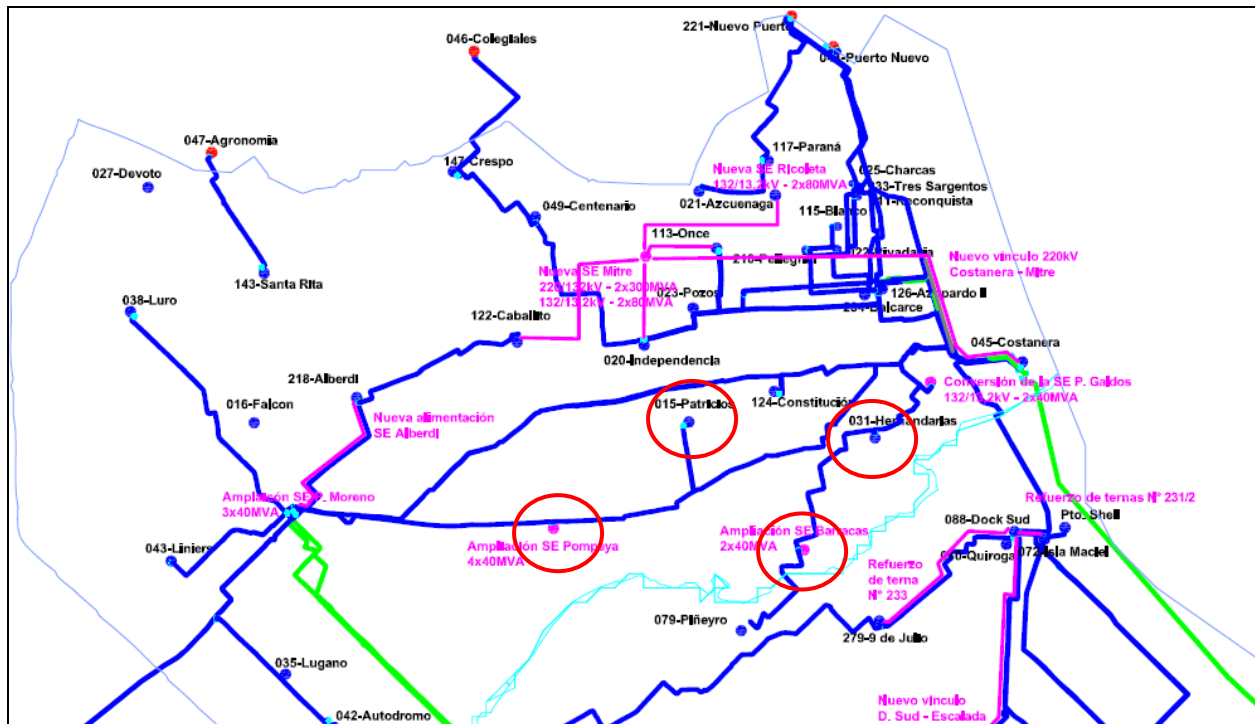 221-Nuevo Puerto
046-Colegiales
Puerto Nuevo
047-Agronomia
117-Paraná
147-Crespo
027-Devoto
Nueva SE Ricoleta
132/13.2kV - 2x80MVA
025-Charcas
033-Tres Sargentos
Reconquista
021-Azcuenaga
049-Centenario
115-Blanco
113-Once
Nuevo vinculo 220kV
Costanera - Mitre
143-Santa Rita
Nueva SE Mitre
220/132kV - 2x300MVA
132/13.2kV - 2x80MVA
038-Luro
023-Pozos
Balcarce
122-Caballito
020-Independencia
045-Costanera
218-Alberdi
Conversión de la SE P. Galdos
132/13.2kV - 2x40MVA
016-Falcon
015-Patricios
124-Constitución
031-Hernandarias
Nueva alimentación
SE Alberdi
Ampliación SE P. Moreno
3x40MVA
Refuerzo de ternas N° 231/2
088-Dock Sud
Pto. Shell
Ampliación SE Pompeya
4x40MVA
Ampliación SE Barracas
2x40MVA
043-Liniers
Quiroga
072-Isla Maciel
Refuerzo
de terna
N° 233
079-Piñeyro
279-9 de Julio
035-Lugano
042-Autodromo
Nuevo vínculo
D. Sud - Escalada